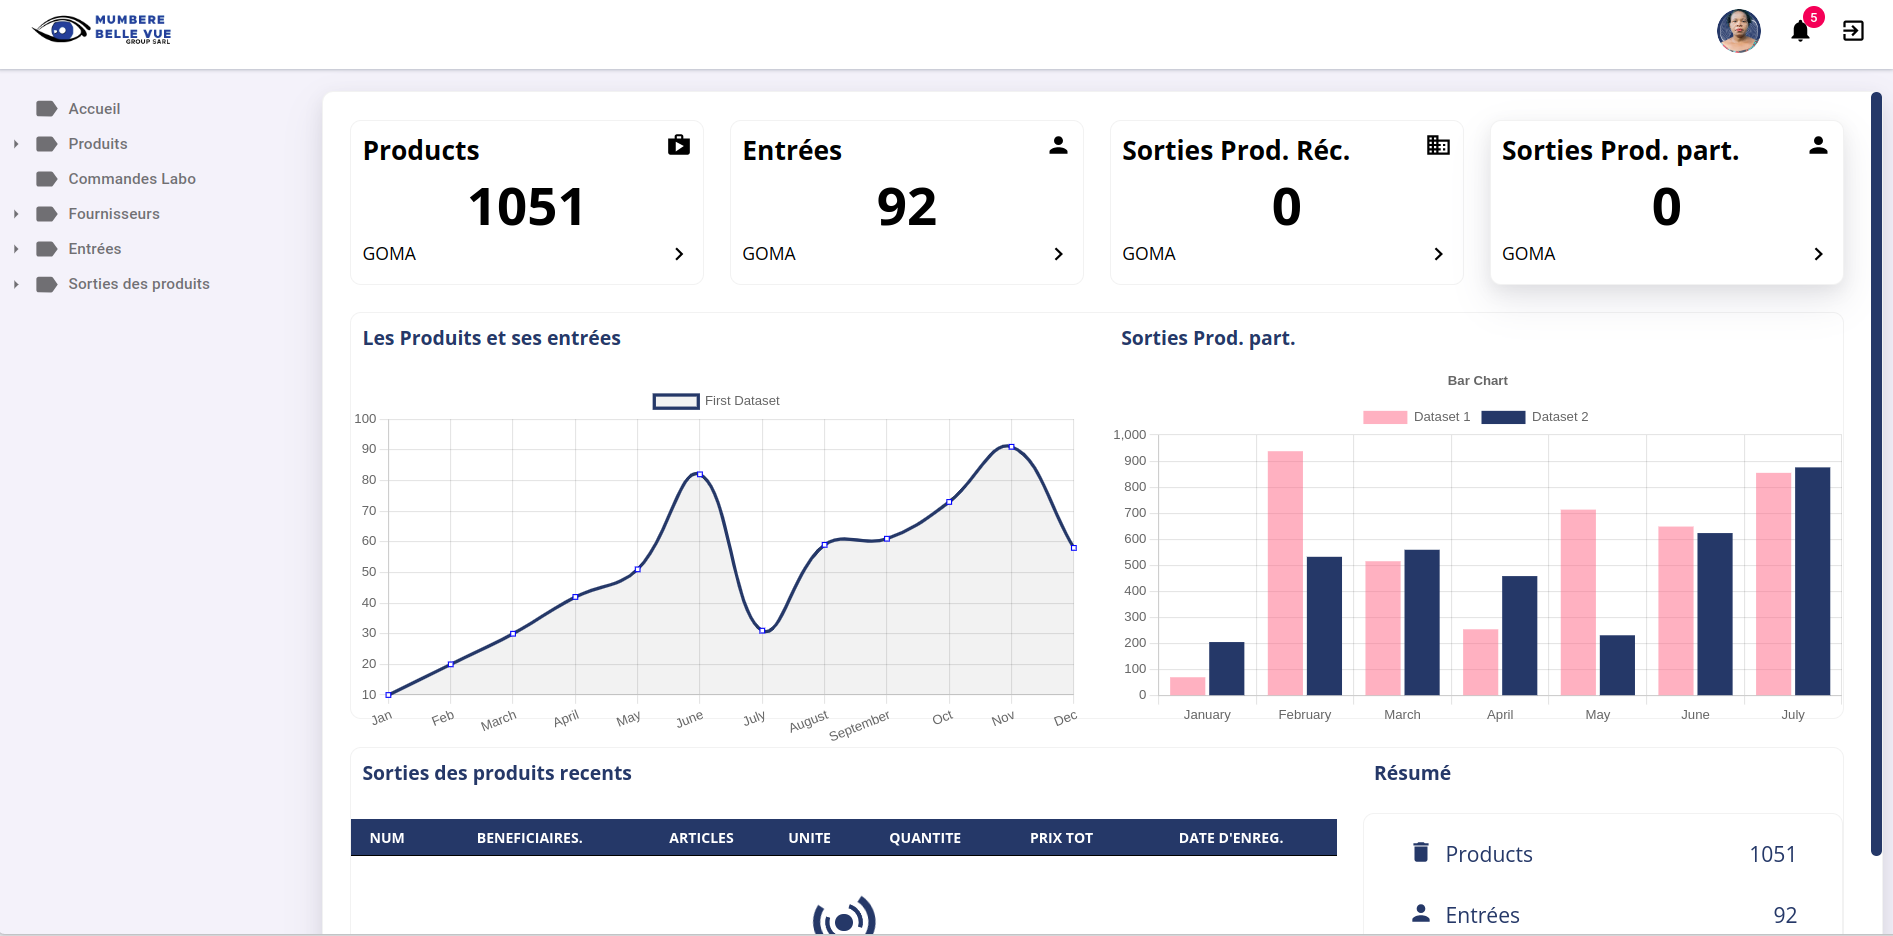 MUMBERE
BELLE VUE
GROUP SARL
5
Accueil
Produits
Commandes Labo
Fournisseurs
Entrées
Sorties des produits
Products
1051
GOMA
Entrées
92
GOMA
Sorties Prod. Réc.
0
GOMA
Sorties Prod. part.
0
GOMA
Les Produits et ses entrées
First Dataset
100
90
80
70
60
50
40
30
20
10
Jan Feb March April May June July August September Oct Nov Dec
Sorties Prod. part.
Bar Chart
Dataset 1 Dataset 2
1,000
900
800
700
600
500
400
300
200
100
0
January February March April May June July
Sorties des produits recents
NUM BENEFICIAIRES. ARTICLES UNITE QUANTITE PRIX TOT DATE D'ENREG.
Résumé
Products 1051
Entrées 92